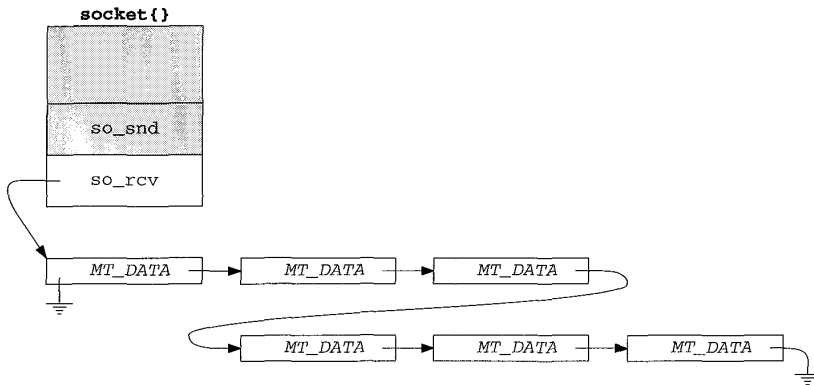 socket{}
so_snd
so_rcv
MT_DATA MT_DATA MT_DATA
MT_DATA MT_DATA MT_DATA